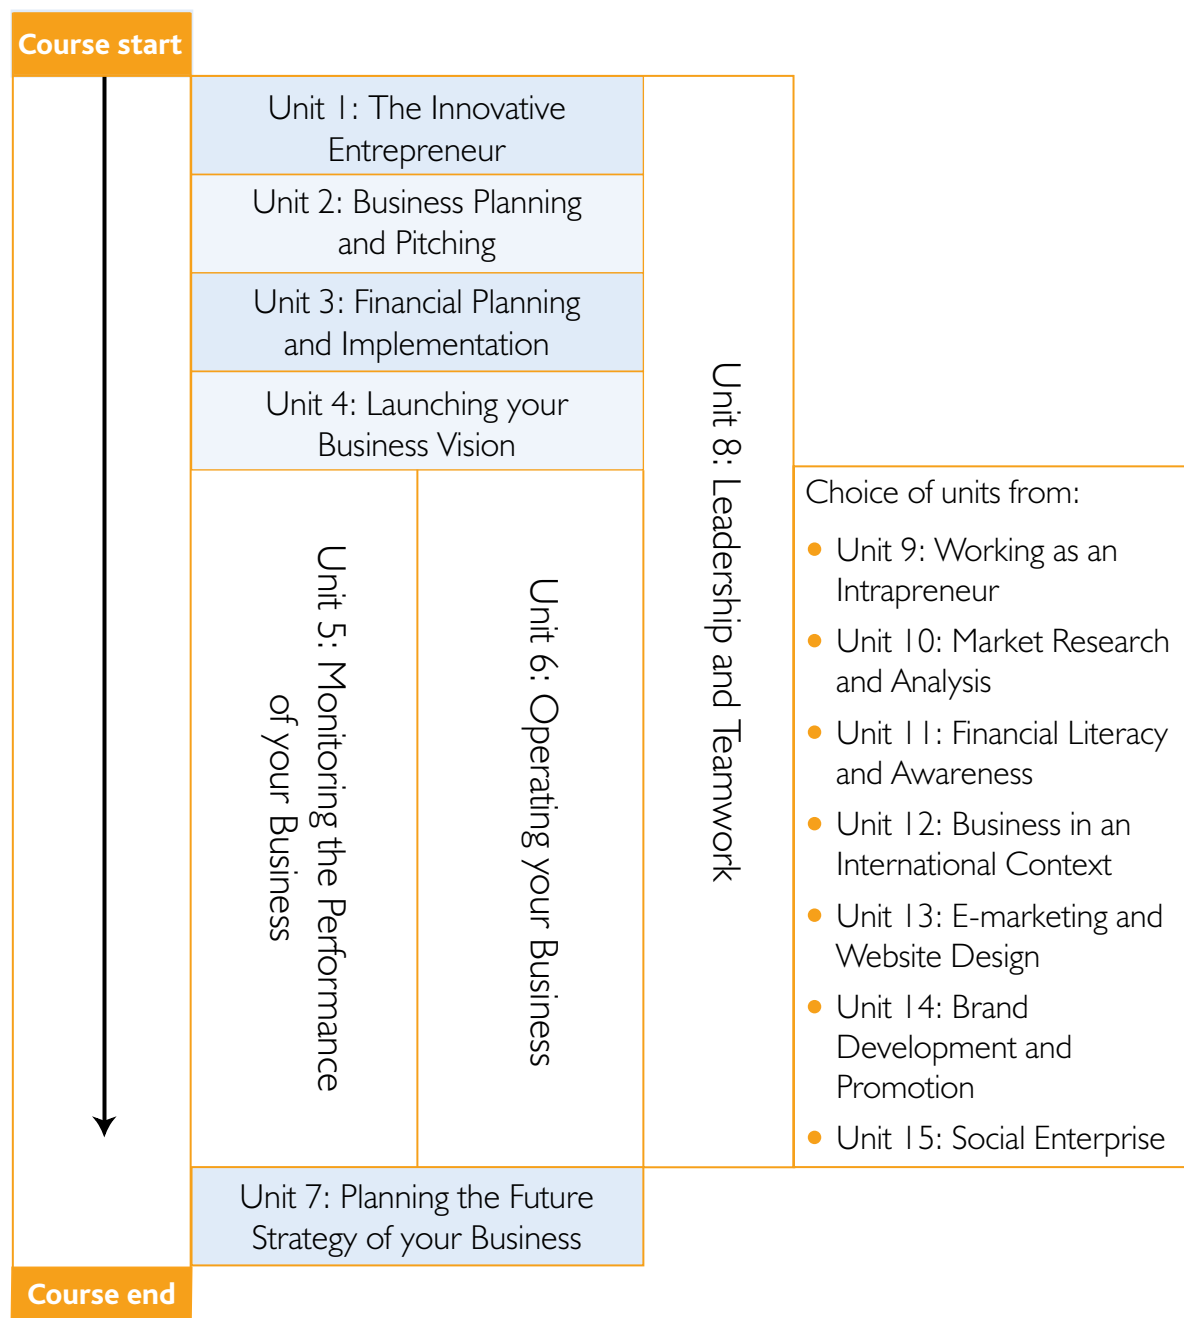 Course start
Unit 1: The Innovative
Entrepreneur
Unit 2: Business Planning
and Pitching
Unit 3: Financial Planning
and Implementation
Unit 4: Launching your
Business Vision
Unit 5: Monitoring the Performance
of your Business
Unit 6: Operating your Business
Unit 8: Leadership and Teamwork
Choice of units from:
• Unit 9: Working as an
Intrapreneur
• Unit 10: Market Research
and Analysis
• Unit 11: Financial Literacy
and Awareness
• Unit 12: Business in an
International Context
• Unit 13: E-marketing and
Website Design
• Unit 14: Brand
Development and
Promotion
• Unit 15: Social Enterprise
Unit 7: Planning the Future
Strategy of your Business
Course end